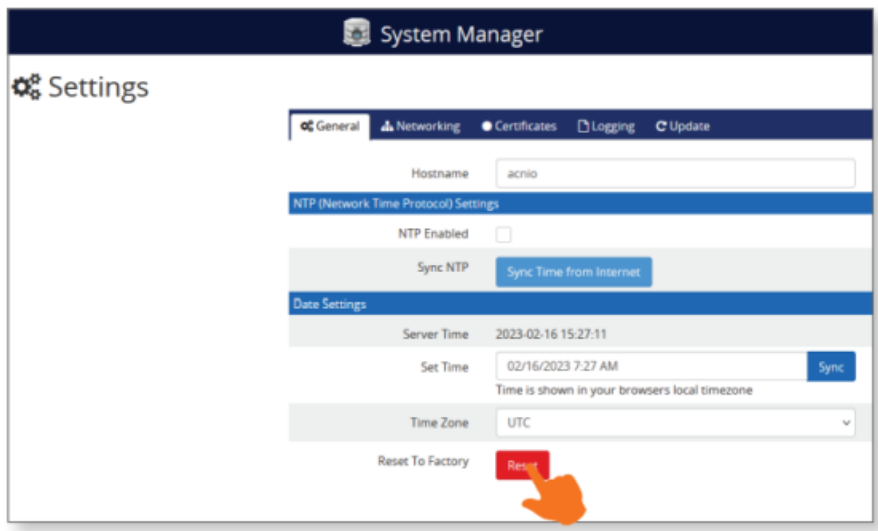 System Manager
Settings
General Networking Certificates Logging Update
Hostname acnio
NTP (Network Time Protocol) Settings
NTP Enabled
Sync NTP Sync Time from Internet
Date Settings
Server Time 2023-02-16 15:27:11
Set Time 02/16/2023 7:27 AM Sync
Time is shown in your browsers local timezone
Time Zone UTC
Reset To Factory Reset